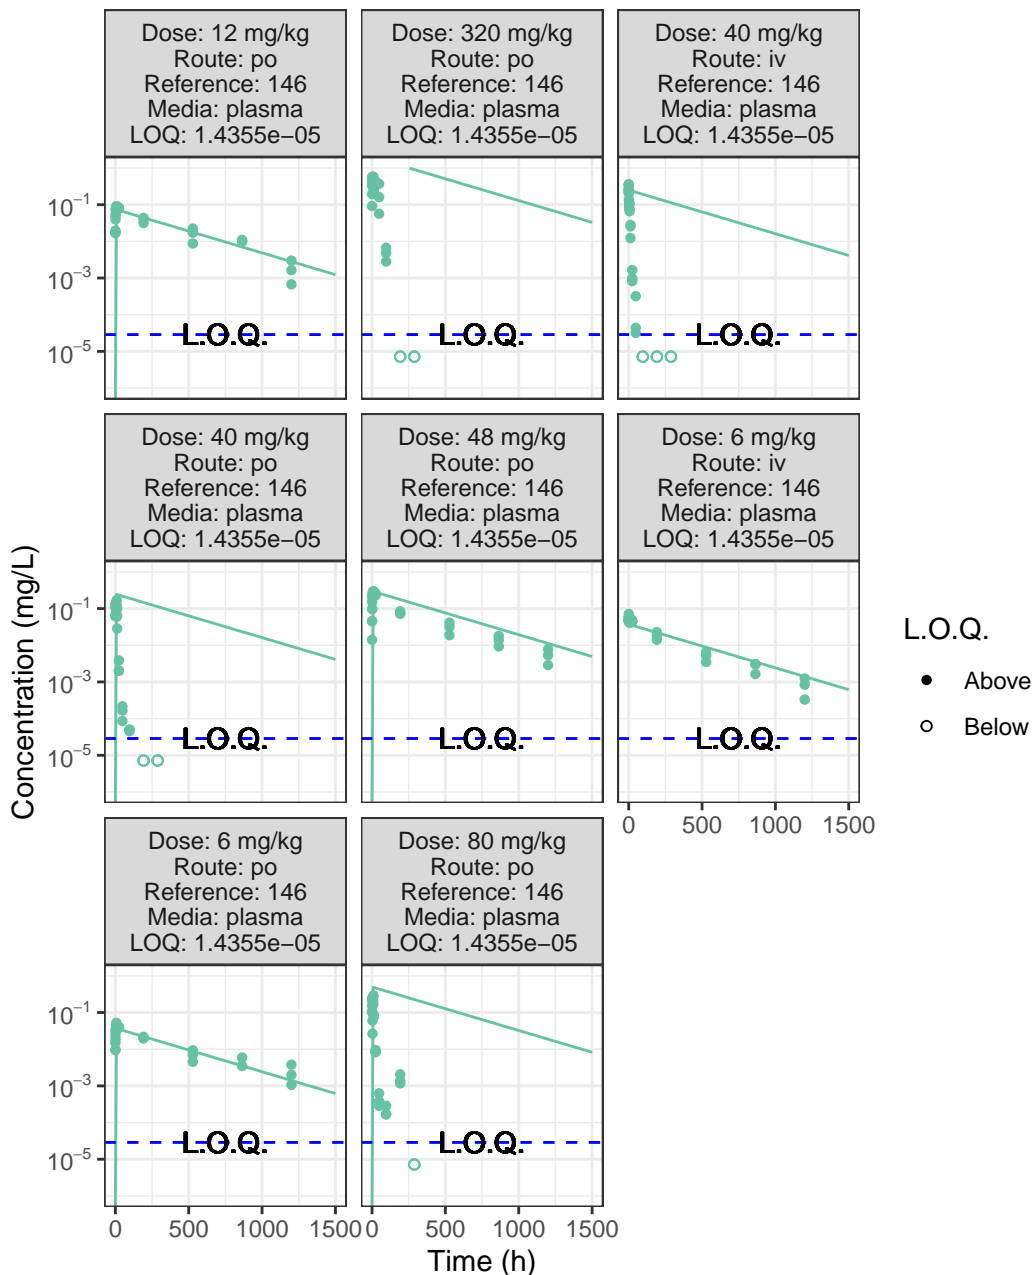 Dose: 12 mg/kg
Route: po
Reference: 146
Media: plasma
LOQ: 1.4355e−05
Dose: 320 mg/kg
Route: po
Reference: 146
Media: plasma
LOQ: 1.4355e−05
Dose: 40 mg/kg
Route: iv
Reference: 146
Media: plasma
LOQ: 1.4355e−05
10⁻¹
10⁻³
10⁻⁵
L.O.Q.
L.O.Q.
L.O.Q.
Dose: 40 mg/kg
Route: po
Reference: 146
Media: plasma
LOQ: 1.4355e−05
Dose: 48 mg/kg
Route: po
Reference: 146
Media: plasma
LOQ: 1.4355e−05
Dose: 6 mg/kg
Route: iv
Reference: 146
Media: plasma
LOQ: 1.4355e−05
10⁻¹
10⁻³
10⁻⁵
L.O.Q.
L.O.Q.
L.O.Q.
0 500 1000 1500
Dose: 6 mg/kg
Route: po
Reference: 146
Media: plasma
LOQ: 1.4355e−05
Dose: 80 mg/kg
Route: po
Reference: 146
Media: plasma
LOQ: 1.4355e−05
10⁻¹
10⁻³
10⁻⁵
L.O.Q.
L.O.Q.
0 500 1000 1500
0 500 1000 1500
Time (h)
Concentration (mg/L)
L.O.Q.
Above
Below